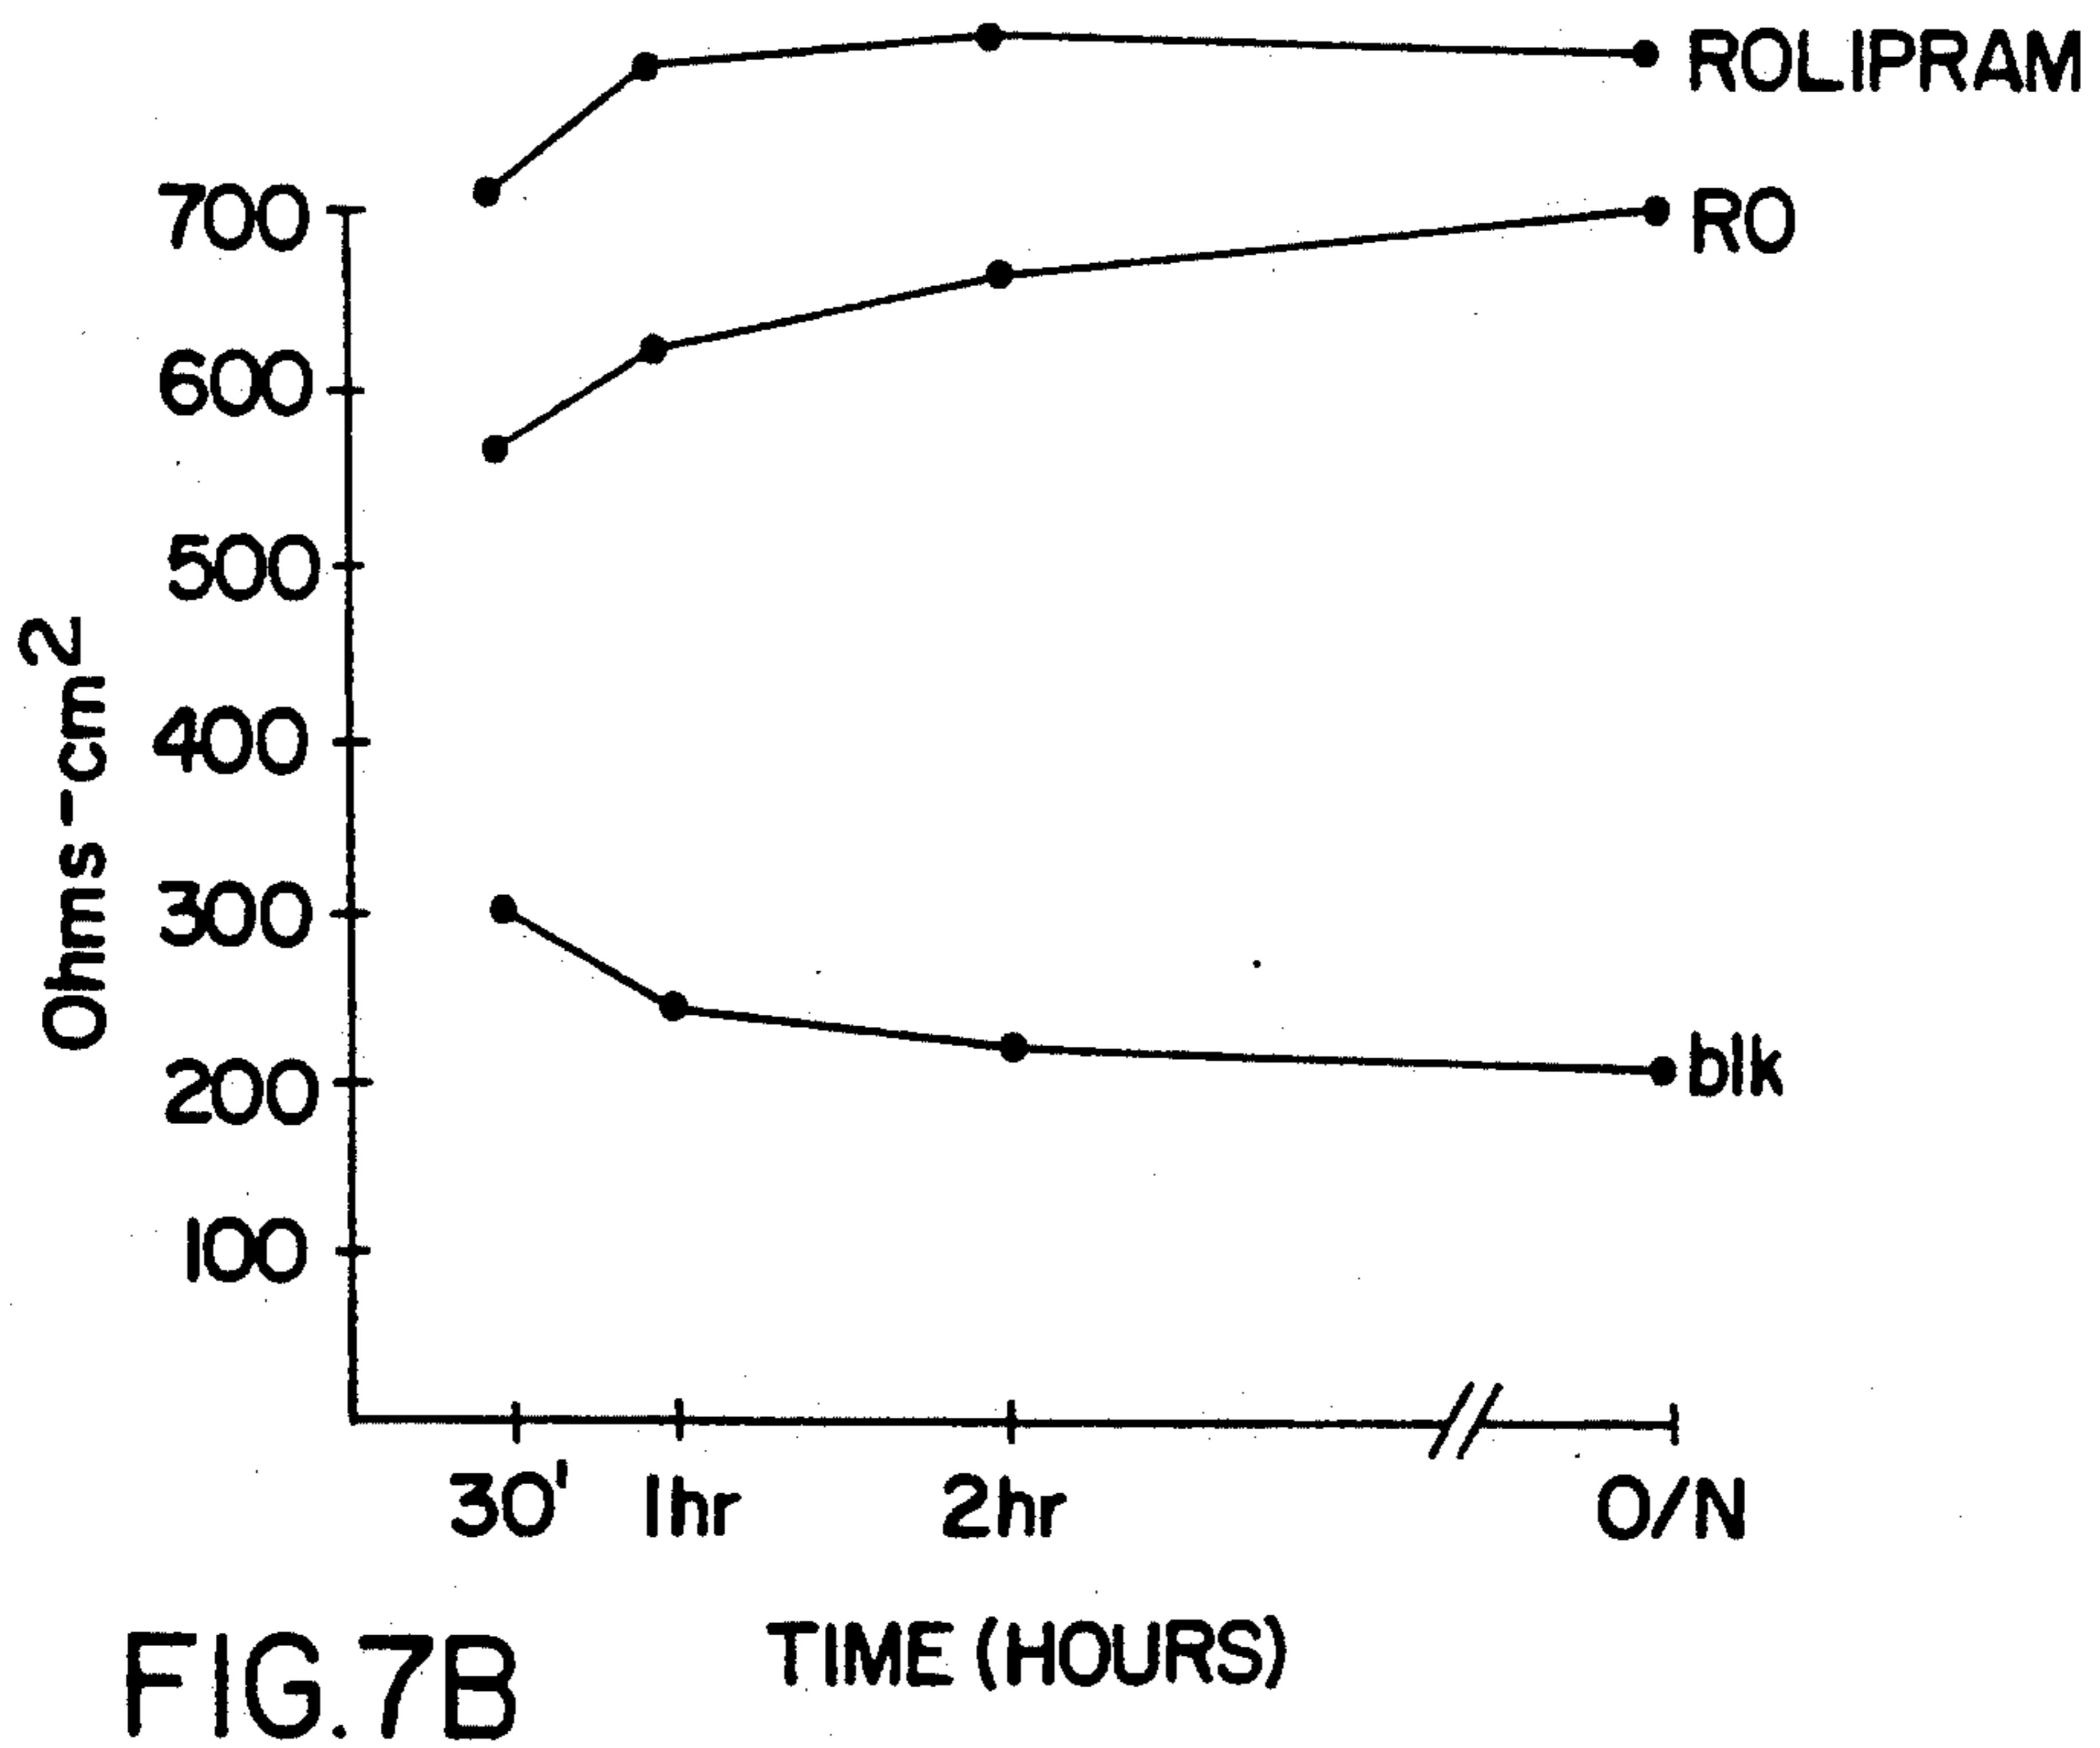 ROLIPRAM
700
RO
600
500
400
Ohms-cm²
300
200
blk
100
30' 1hr 2hr O/N
TIME (HOURS)
FIG.7B